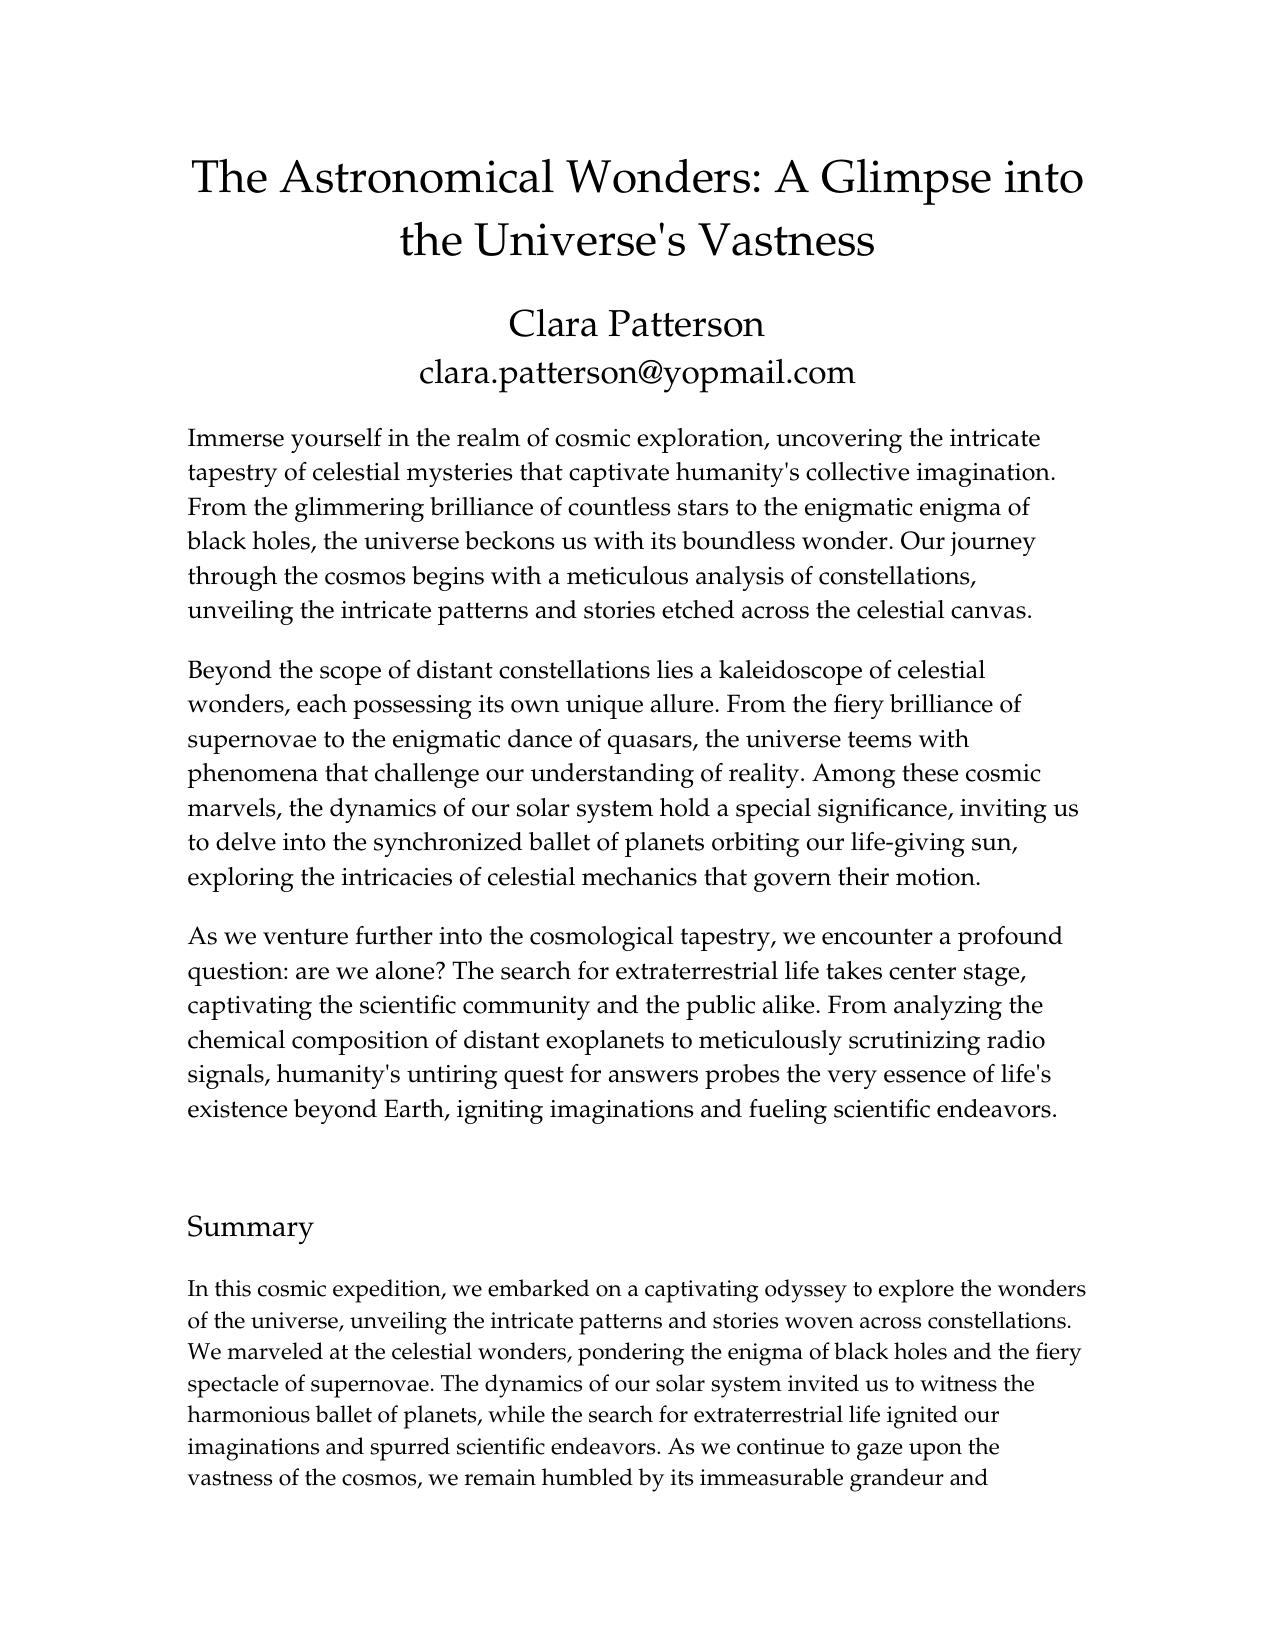 The Astronomical Wonders: A Glimpse into
the Universe's Vastness
Clara Patterson
clara.patterson@yopmail.com
Immerse yourself in the realm of cosmic exploration, uncovering the intricate
tapestry of celestial mysteries that captivate humanity's collective imagination.
From the glimmering brilliance of countless stars to the enigmatic enigma of
black holes, the universe beckons us with its boundless wonder. Our journey
through the cosmos begins with a meticulous analysis of constellations,
unveiling the intricate patterns and stories etched across the celestial canvas.
Beyond the scope of distant constellations lies a kaleidoscope of celestial
wonders, each possessing its own unique allure. From the fiery brilliance of
supernovae to the enigmatic dance of quasars, the universe teems with
phenomena that challenge our understanding of reality. Among these cosmic
marvels, the dynamics of our solar system hold a special significance, inviting us
to delve into the synchronized ballet of planets orbiting our life-giving sun,
exploring the intricacies of celestial mechanics that govern their motion.
As we venture further into the cosmological tapestry, we encounter a profound
question: are we alone? The search for extraterrestrial life takes center stage,
captivating the scientific community and the public alike. From analyzing the
chemical composition of distant exoplanets to meticulously scrutinizing radio
signals, humanity's untiring quest for answers probes the very essence of life's
existence beyond Earth, igniting imaginations and fueling scientific endeavors.
Summary
In this cosmic expedition, we embarked on a captivating odyssey to explore the wonders
of the universe, unveiling the intricate patterns and stories woven across constellations.
We marveled at the celestial wonders, pondering the enigma of black holes and the fiery
spectacle of supernovae. The dynamics of our solar system invited us to witness the
harmonious ballet of planets, while the search for extraterrestrial life ignited our
imaginations and spurred scientific endeavors. As we continue to gaze upon the
vastness of the cosmos, we remain humbled by its immeasurable grandeur and